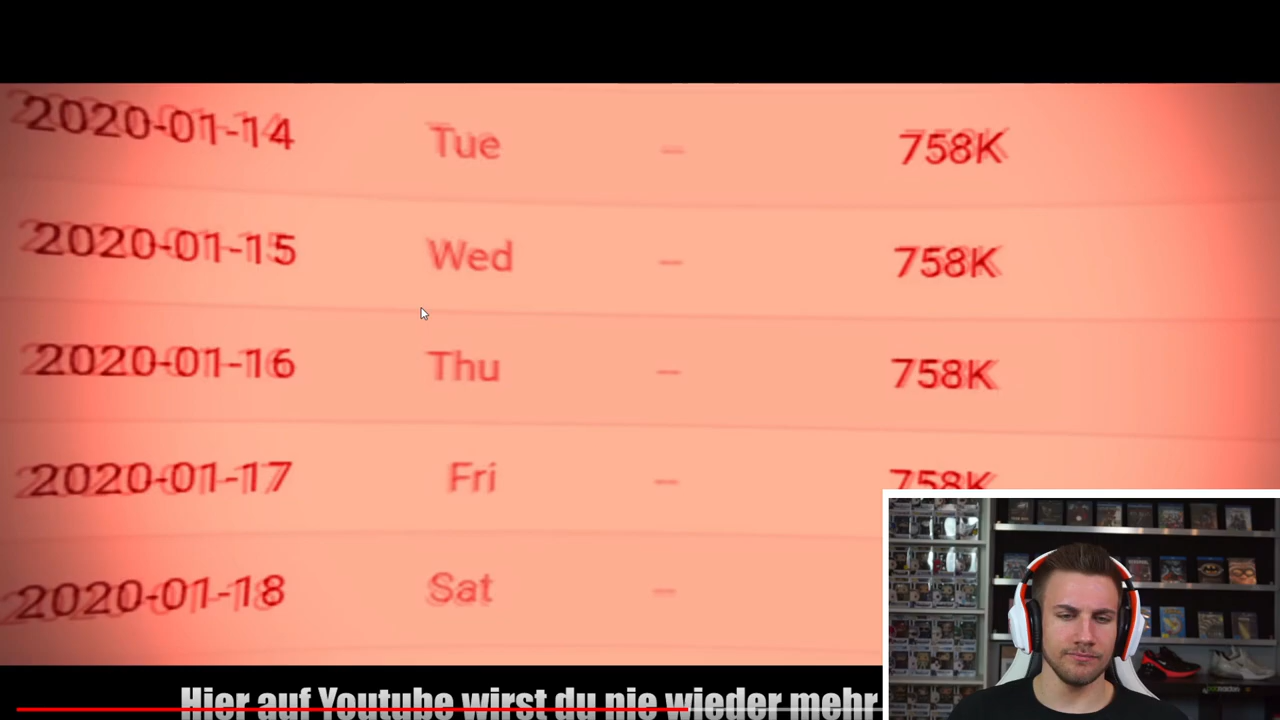 2020-01-14 Tue -- 758K
2020-01-15 Wed -- 758K
2020-01-16 Thu -- 758K
2020-01-17 Fri -- 758K
2020-01-18 Sat --
Hier auf Youtube wirst du nie wieder mehr